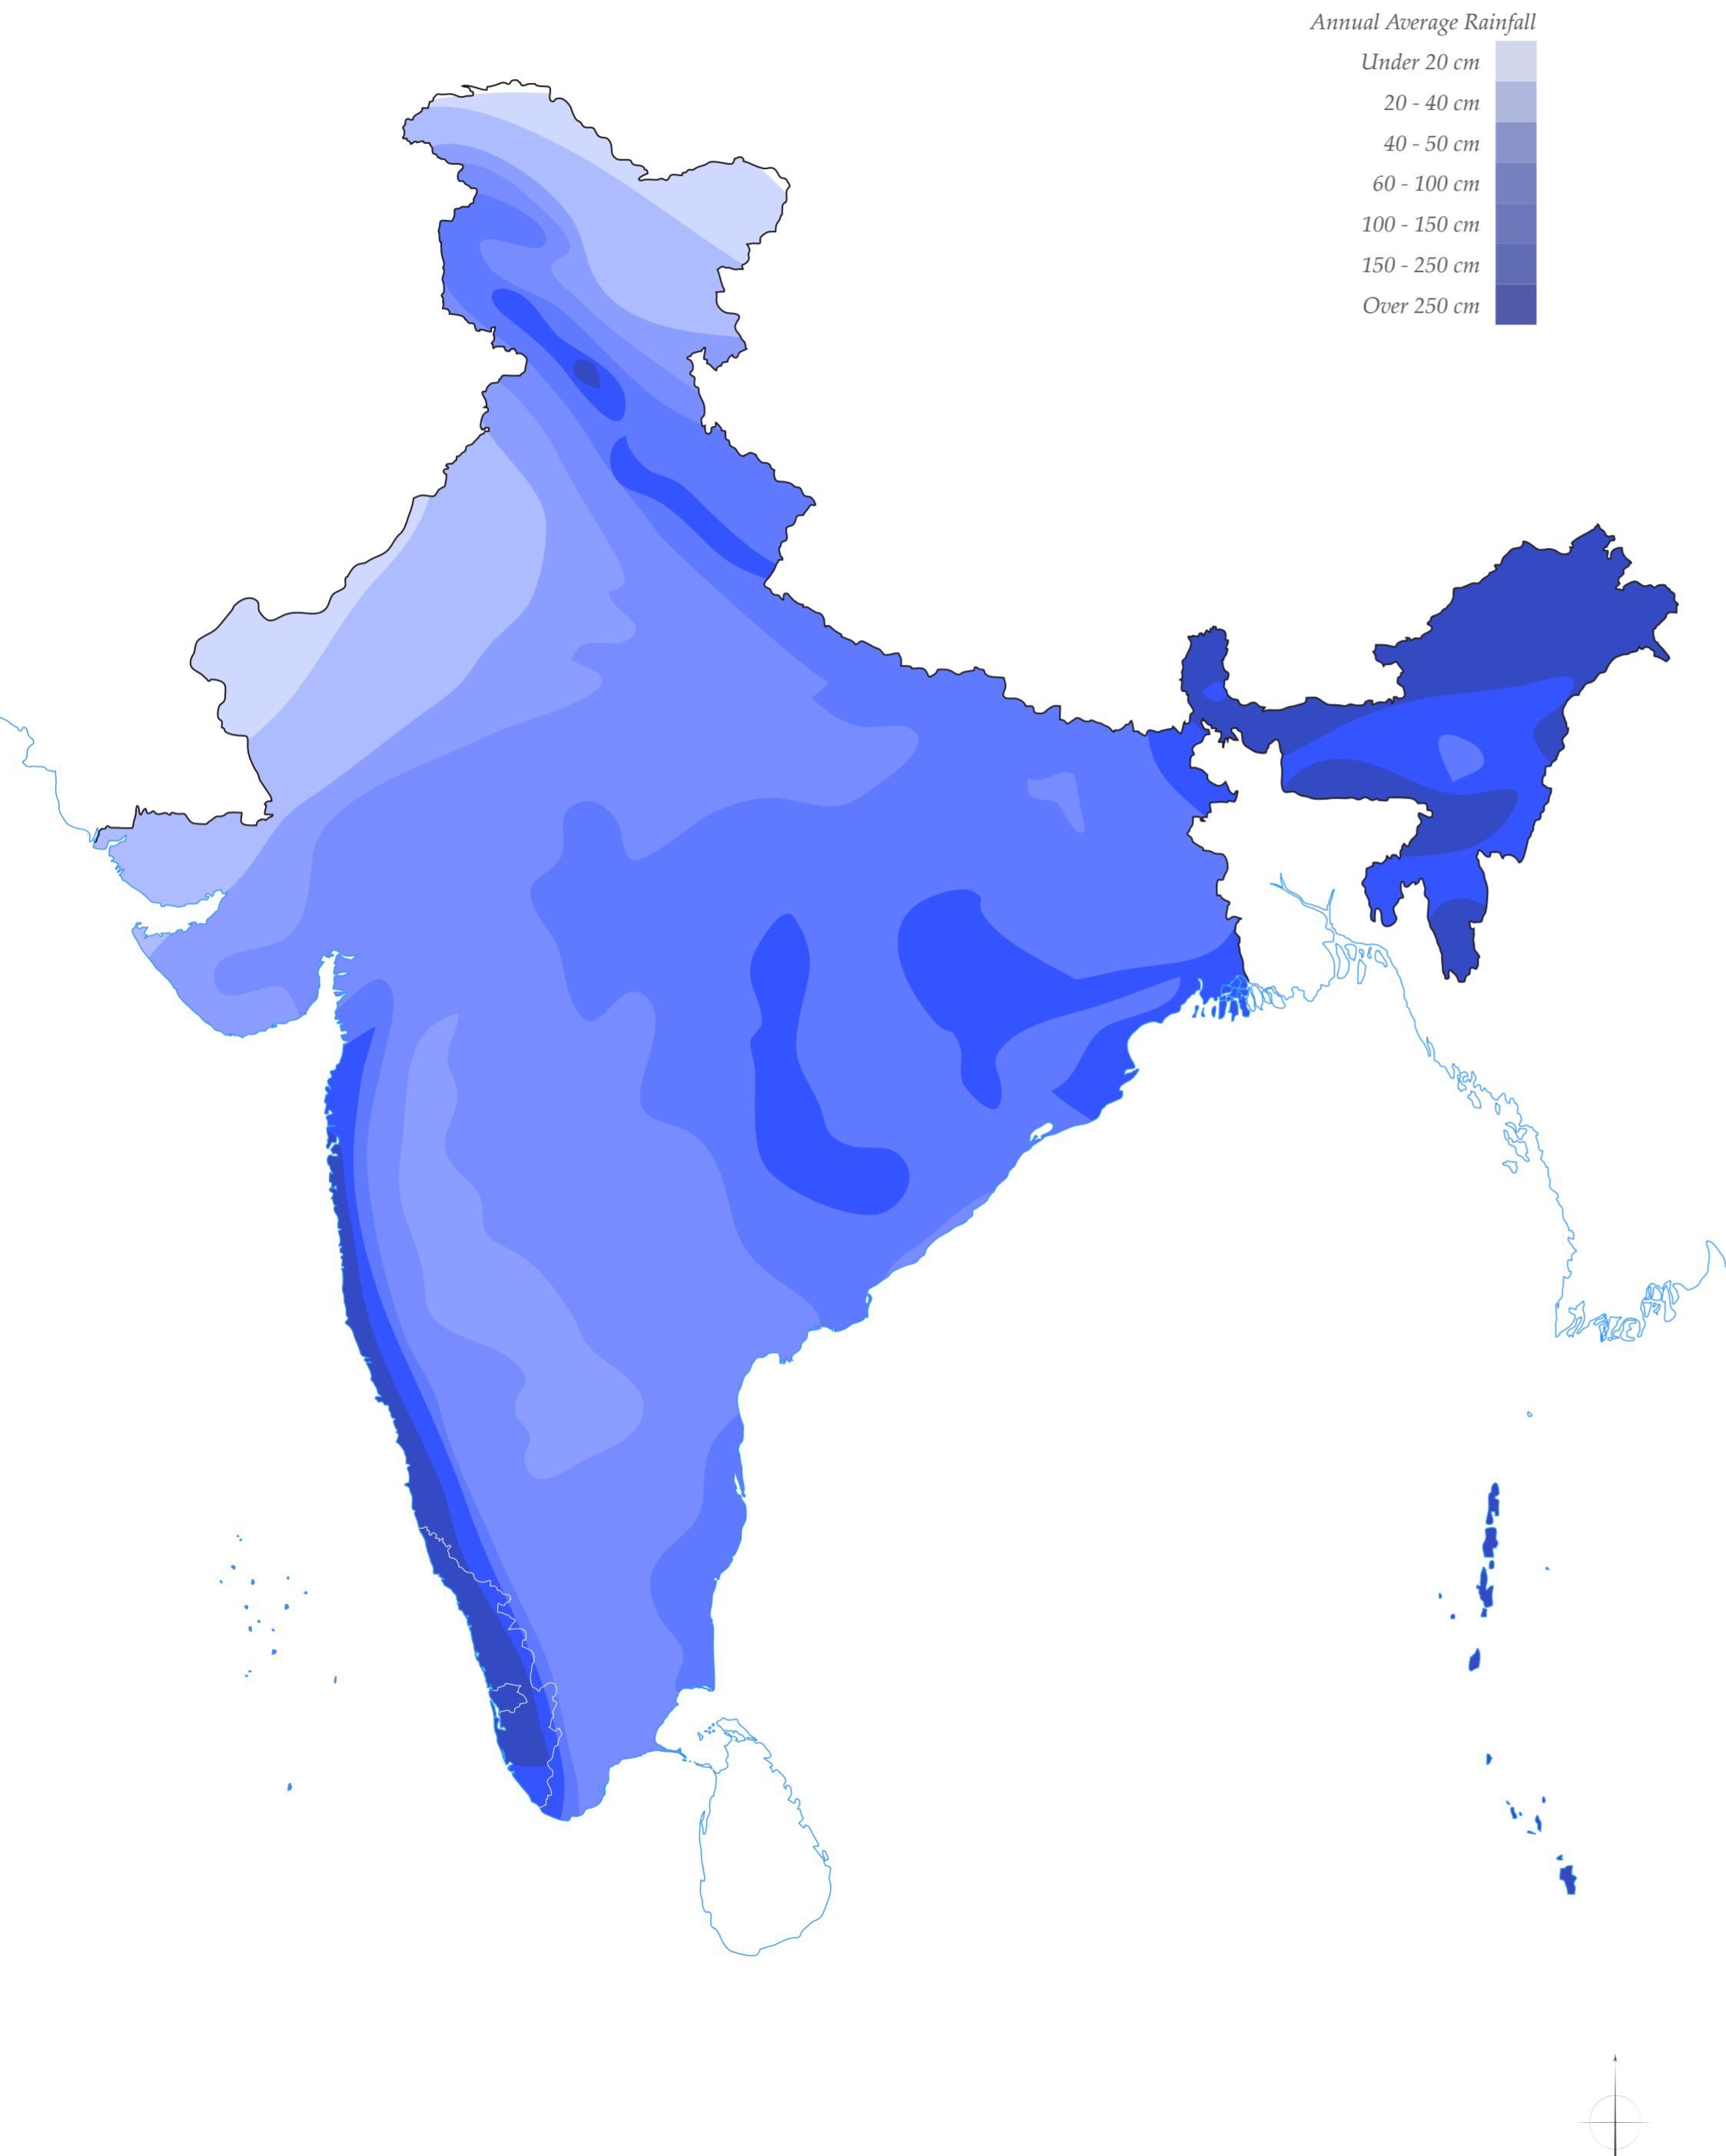 Annual Average Rainfall
Under 20 cm
20 - 40 cm
40 - 50 cm
60 - 100 cm
100 - 150 cm
150 - 250 cm
Over 250 cm